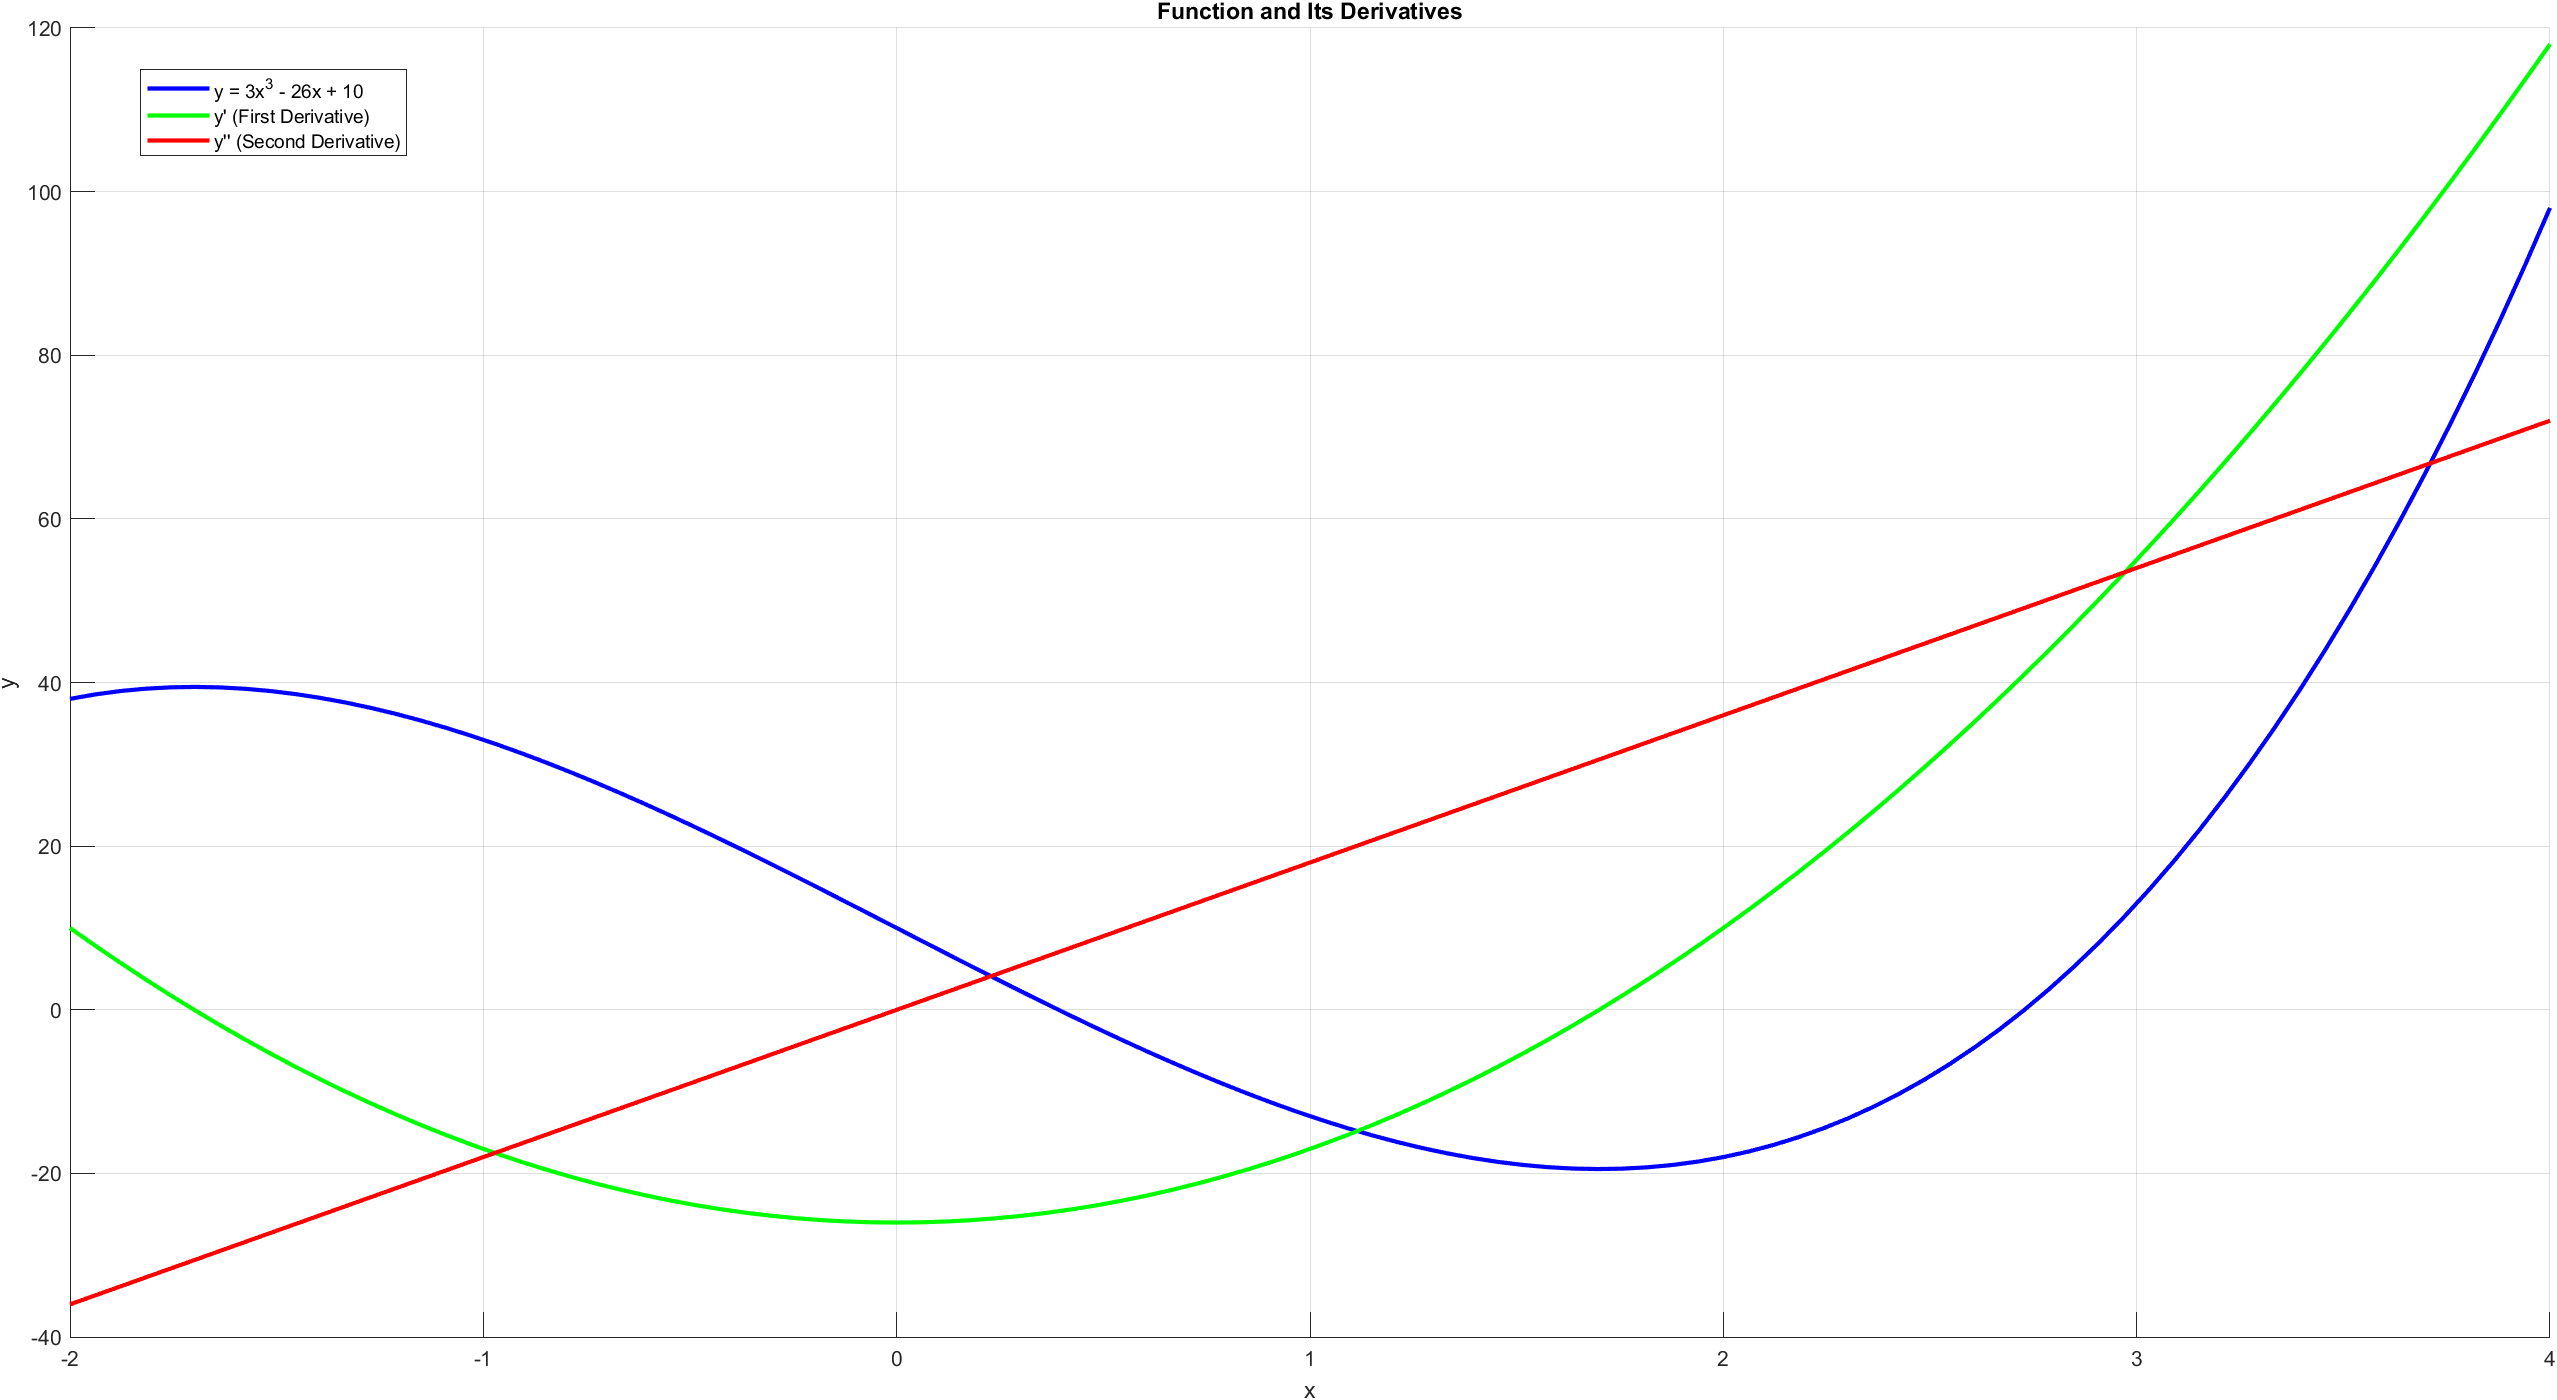 Function and Its Derivatives
y = 3x³ - 26x + 10
y' (First Derivative)
y'' (Second Derivative)
120
100
80
60
40
20
0
-20
-40
y
-2 -1 0 1 2 3 4
x